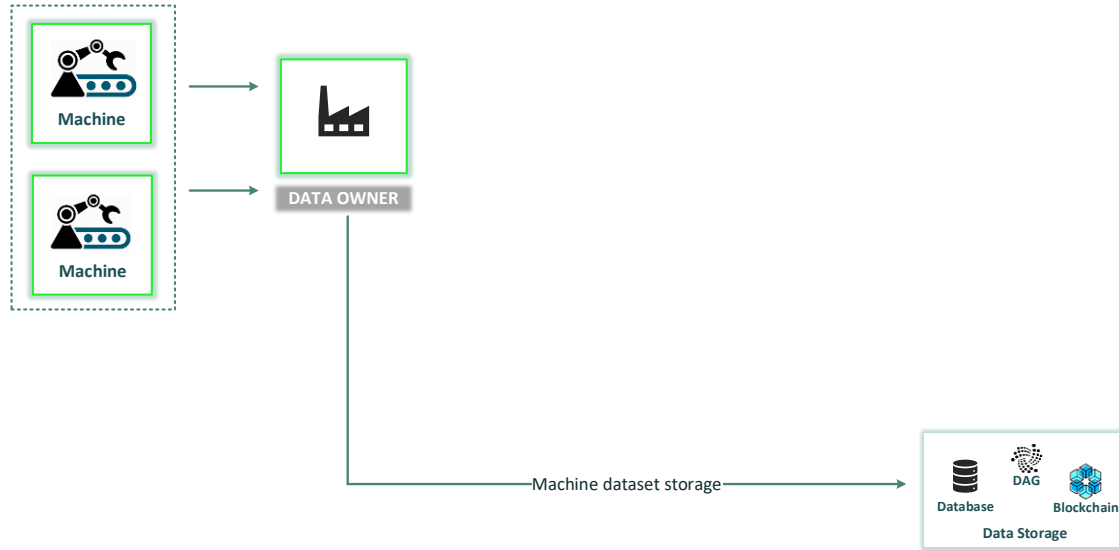 Machine
DATA OWNER
Machine
Machine dataset storage
DAG
Database
Blockchain
Data Storage